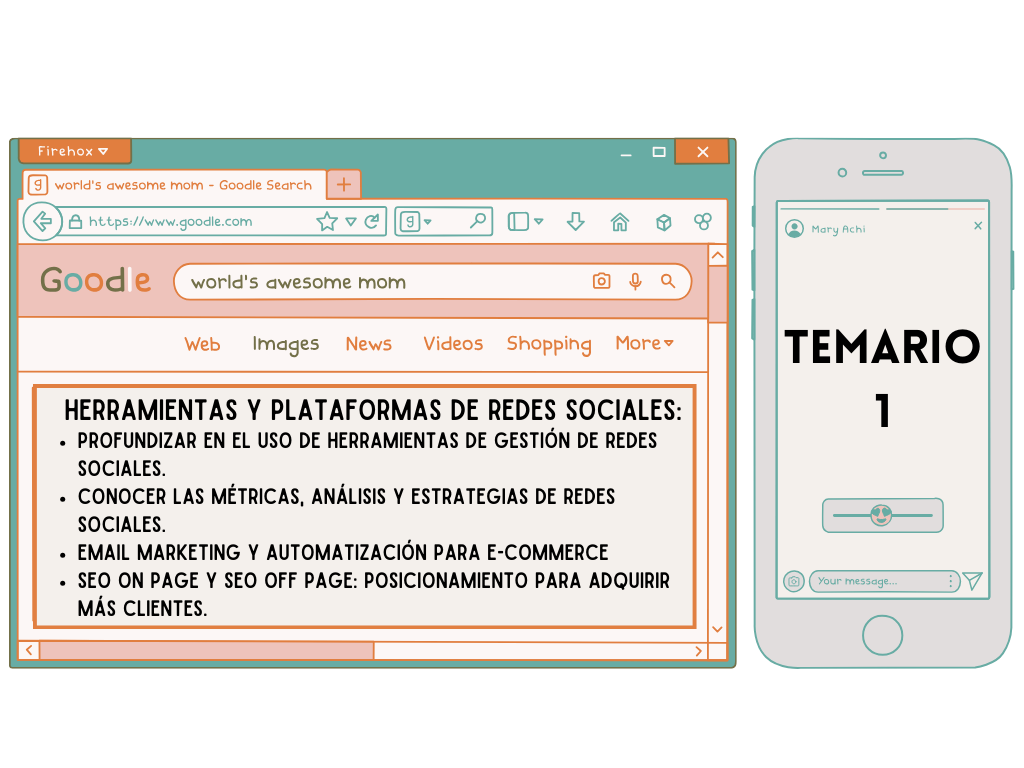 Firehox
g world's awesome mom - Goodle Search
https://www.goodle.com
g
Goodle
world's awesome mom
Web Images News Videos Shopping More
HERRAMIENTAS Y PLATAFORMAS DE REDES SOCIALES:
• PROFUNDIZAR EN EL USO DE HERRAMIENTAS DE GESTIÓN DE REDES
SOCIALES.
• CONOCER LAS MÉTRICAS, ANÁLISIS Y ESTRATEGIAS DE REDES
SOCIALES.
• EMAIL MARKETING Y AUTOMATIZACIÓN PARA E-COMMERCE
• SEO ON PAGE Y SEO OFF PAGE: POSICIONAMIENTO PARA ADQUIRIR
MÁS CLIENTES.
Mary Achi
TEMARIO
1
Your message...